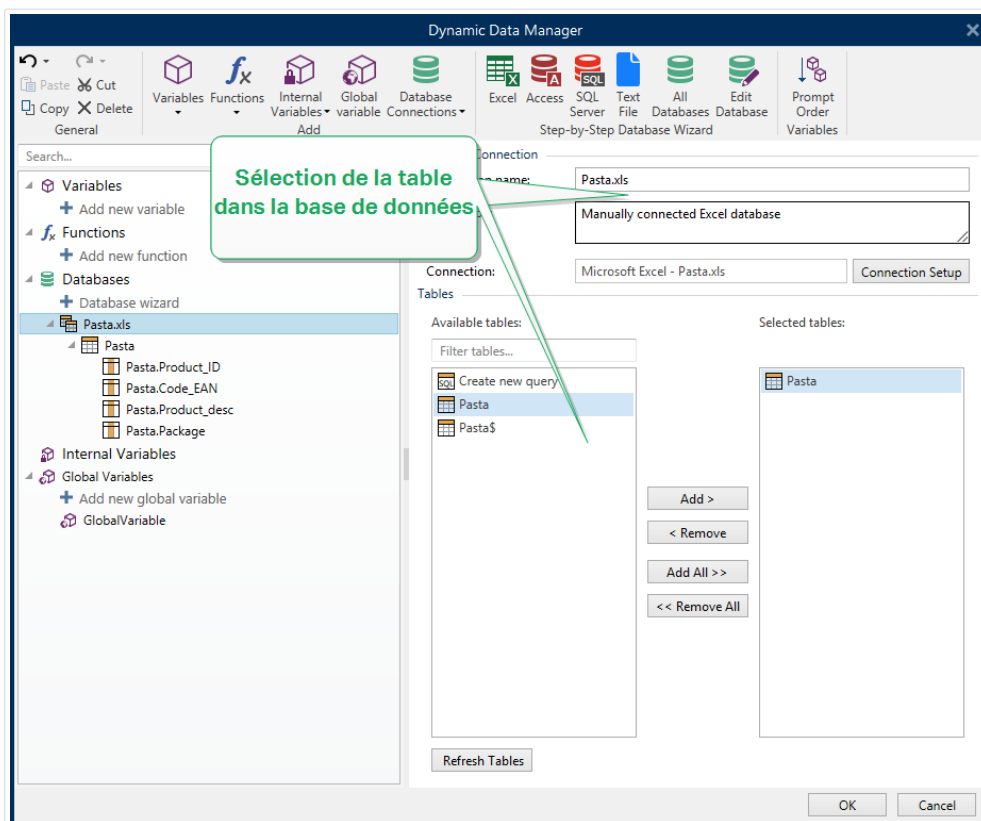 Dynamic Data Manager
Paste Cut
Copy Delete
General
Variables Functions Internal Variables Global variable Database Connections
Add
Excel Access SQL Server Text File All Databases Edit Database
Step-by-Step Database Wizard
Prompt Order
Variables
Search...
Connection
Sélection de la table
dans la base de données
name:
Pasta.xls
Manually connected Excel database
Connection:
Microsoft Excel - Pasta.xls
Connection Setup
Variables
Add new variable
Functions
Add new function
Databases
Database wizard
Pasta.xls
Pasta
Pasta.Product_ID
Pasta.Code_EAN
Pasta.Product_desc
Pasta.Package
Internal Variables
Global Variables
Add new global variable
GlobalVariable
Tables
Available tables:
Selected tables:
Filter tables...
SQL Create new query
Pasta
Pasta$
Pasta
Add >
< Remove
Add All >>
<< Remove All
Refresh Tables
OK
Cancel